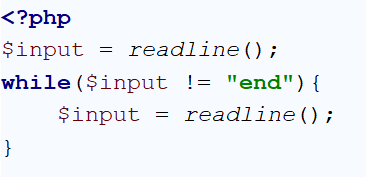 <?php
$input = readline();
while($input != "end"){
    $input = readline();
}